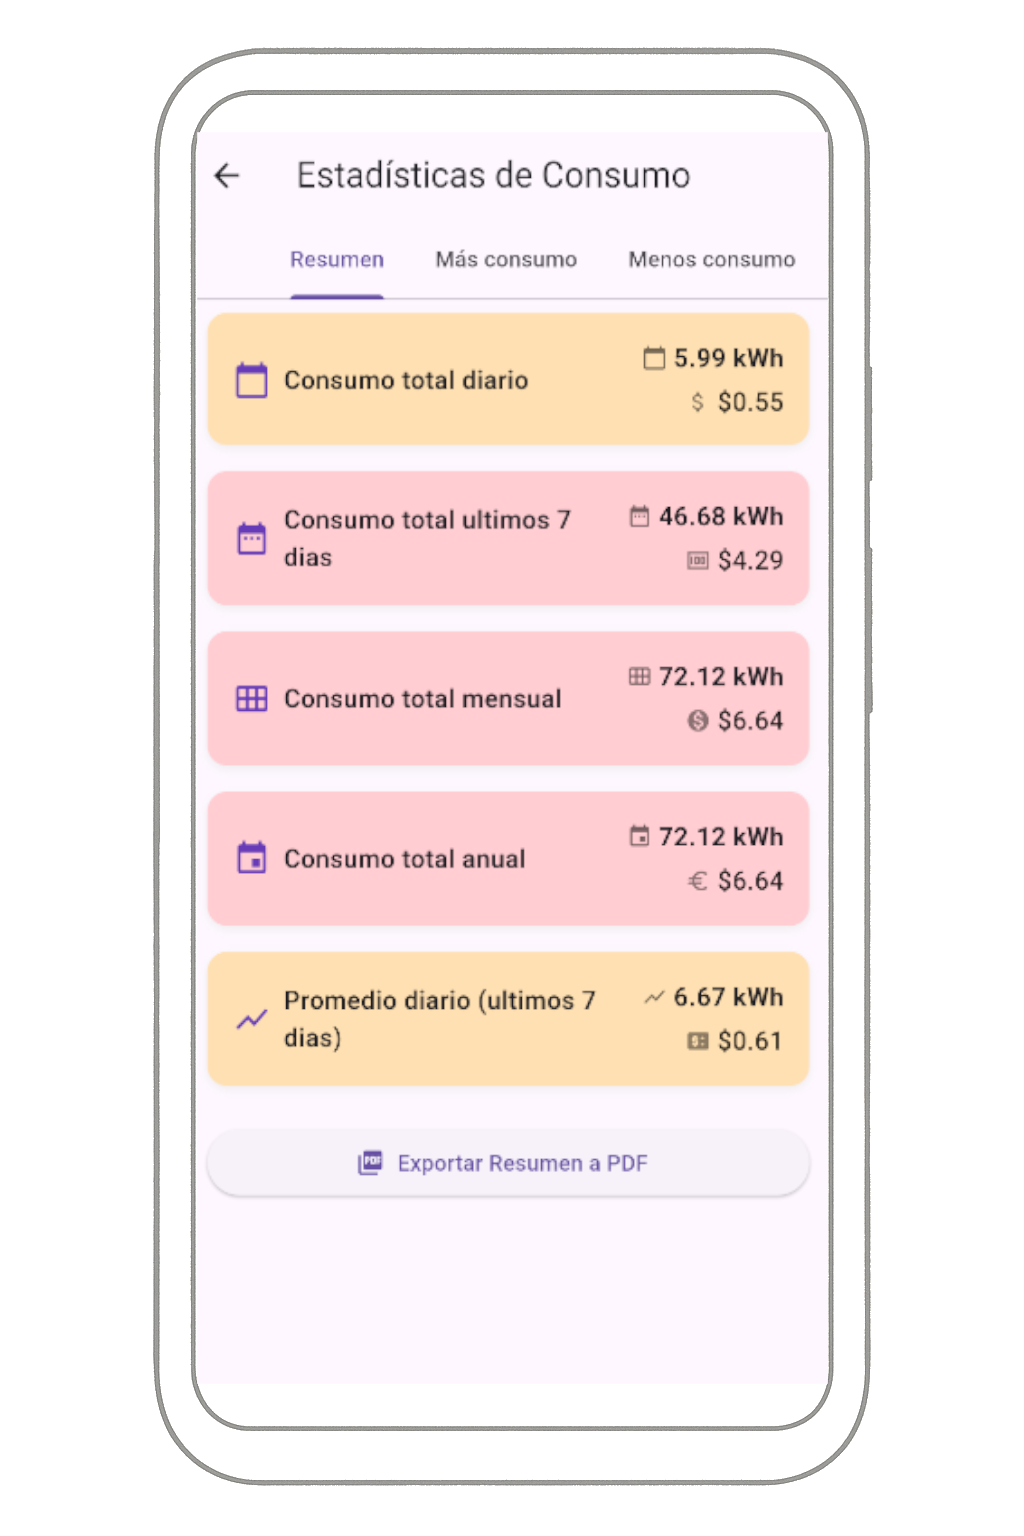 Estadísticas de Consumo
Resumen Más consumo Menos consumo
Consumo total diario
5.99 kWh
$ $0.55
Consumo total ultimos 7
dias
46.68 kWh
$4.29
Consumo total mensual
72.12 kWh
$6.64
Consumo total anual
72.12 kWh
€ $6.64
Promedio diario (ultimos 7
dias)
6.67 kWh
$0.61
PDF Exportar Resumen a PDF